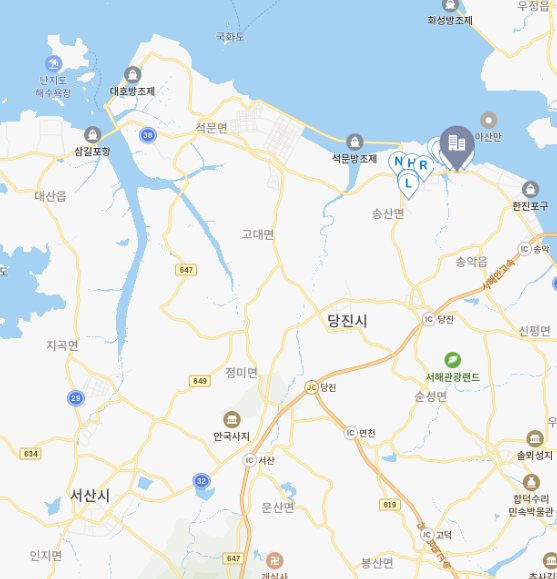 우정읍
화성방조제
국화도
난지도
해수욕장
대호방조제
아산만
석문면
38
석문방조제
삼길포항
N
H
R
L
대산읍
한진포구
송산면
고대면
IC
송악
송악읍
647
서해안고속
당진시
IC
당진
신평면
지곡면
서해관광랜드
정미면
649
JC
당진
순성면
29
안국사지
IC
면천
634
솔뫼성지
IC
서산
32
합덕수리
민속박물관
서산시
운산면
619
IC
고덕
인지면
647
개심사
봉산면